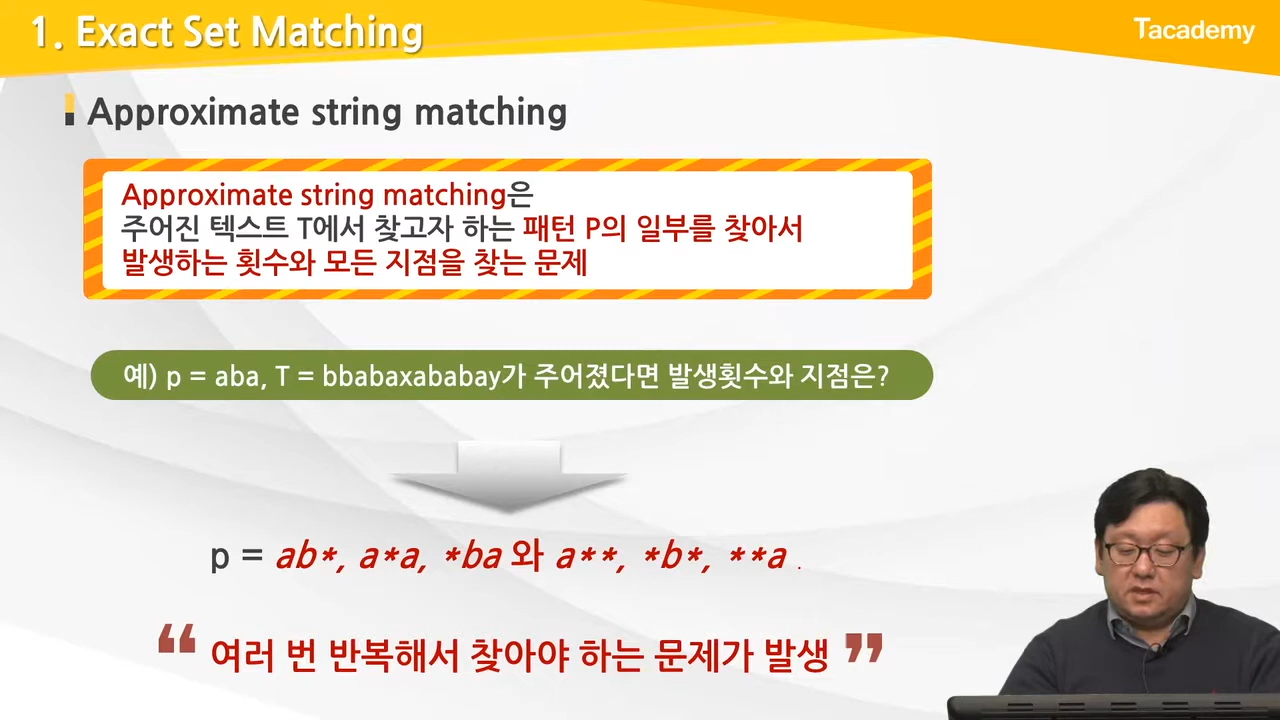 1. Exact Set Matching
Tacademy
Approximate string matching
Approximate string matching은
주어진 텍스트 T에서 찾고자 하는 패턴 P의 일부를 찾아서
발생하는 횟수와 모든 지점을 찾는 문제
예) p = aba, T = bbabaxababay가 주어졌다면 발생횟수와 지점은?
p = ab*, a*a, *ba 와 a**, *b*, **a .
“ 여러 번 반복해서 찾아야 하는 문제가 발생 ”